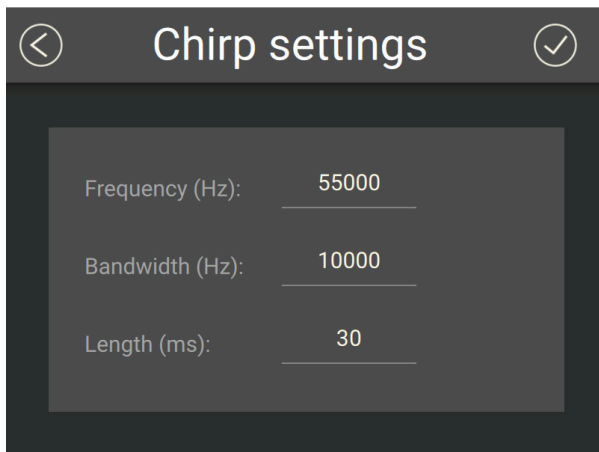 Chirp settings
Frequency (Hz): 55000
Bandwidth (Hz): 10000
Length (ms): 30